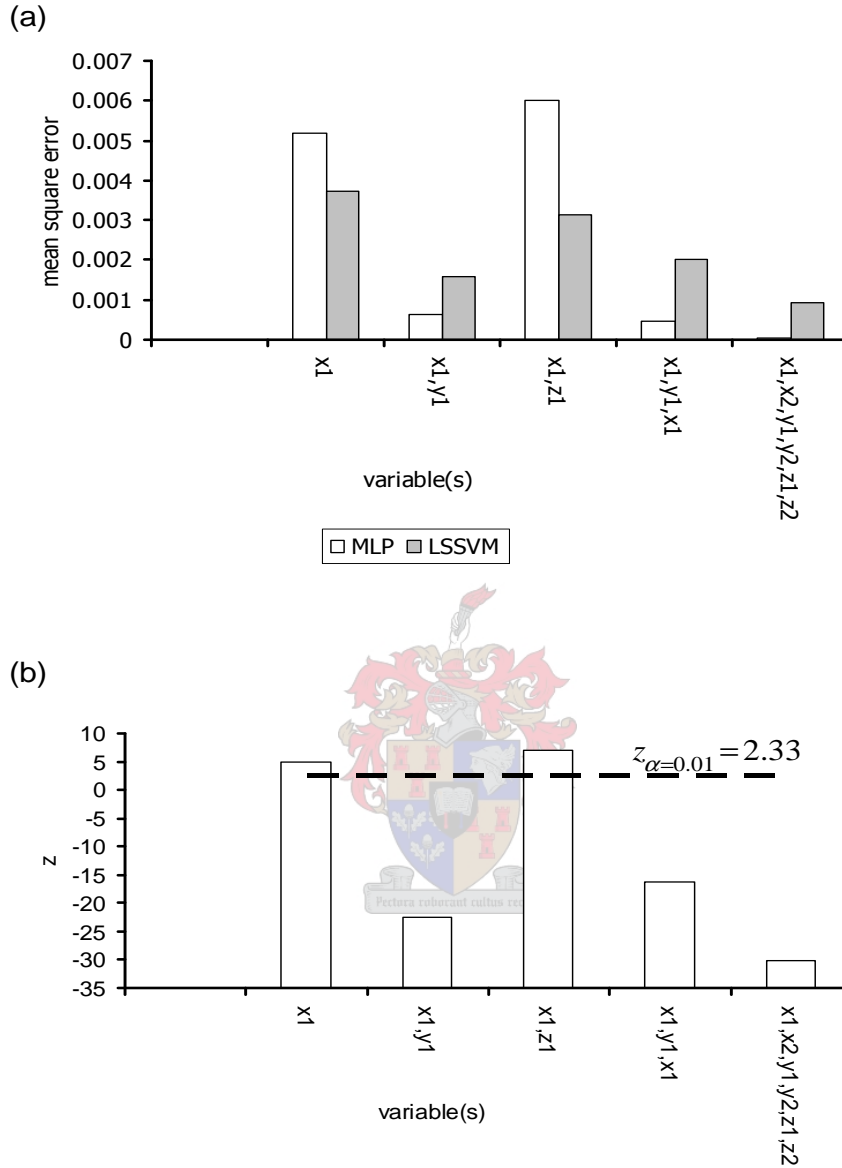 (a)
0.007
0.006
0.005
0.004
0.003
0.002
0.001
0
mean square error
x1
x1,y1
x1,z1
x1,y1,x1
x1,x2,y1,y2,z1,z2
variable(s)
MLP LSSVM
(b)
10
5
0
-5
-10
-15
-20
-25
-30
-35
z
zα=0.01 = 2.33
Pectora roborant cultus
x1
x1,y1
x1,z1
x1,y1,x1
x1,x2,y1,y2,z1,z2
variable(s)